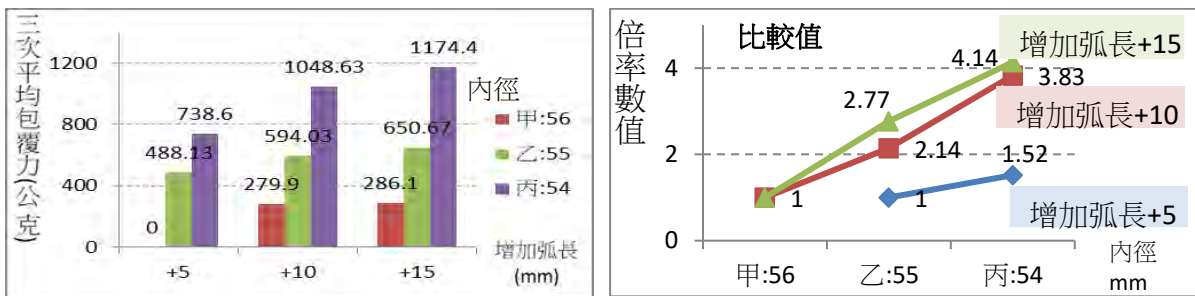 三次平均包覆力(公克)
1200
800
400
0
1174.4
1048.63
738.6
488.13
594.03
650.67
279.9
286.1
0
內徑
甲:56
乙:55
丙:54
+5
+10
+15
增加弧長
(mm)
倍率數值
比較值
4
2
0
增加弧長+15
4.14
3.83
2.77
增加弧長+10
2.14
1.52
1
1
增加弧長+5
甲:56
乙:55
丙:54
內徑
mm